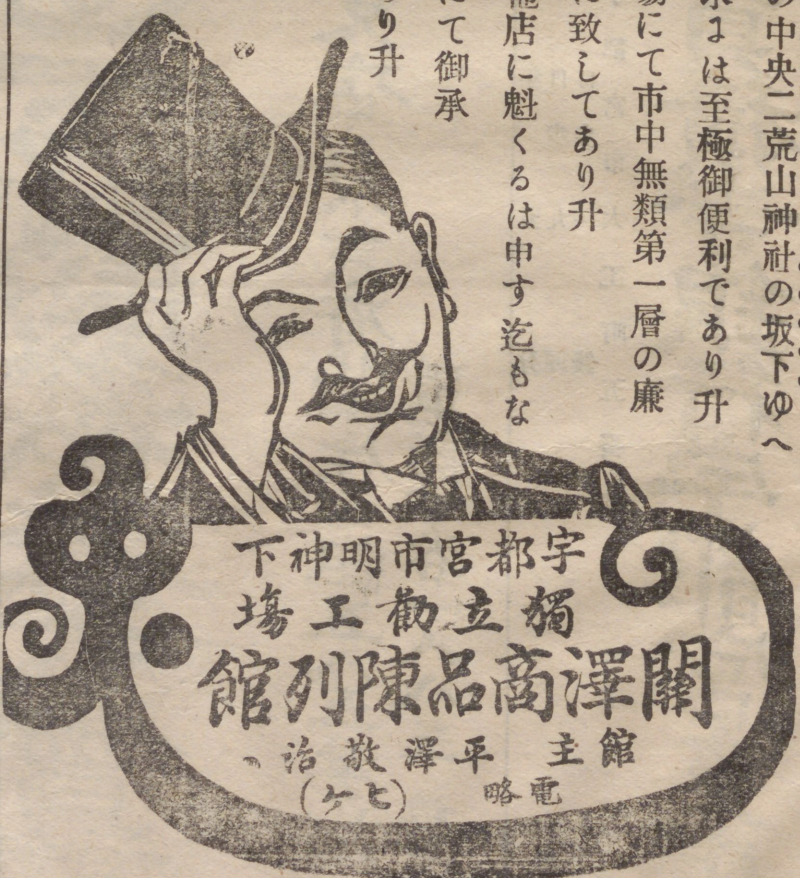 の中央二荒山神社の坂下ゆへ
は至極御便利であり升
場にて市中無類第一層の廉
に致してあり升
店に魁くるは申す迄もな
にて御承
り升
宇都宮市明神下
獨立勧工塲
關澤商品陳列館
館主 平澤敬治、
電略 (ヒケ)